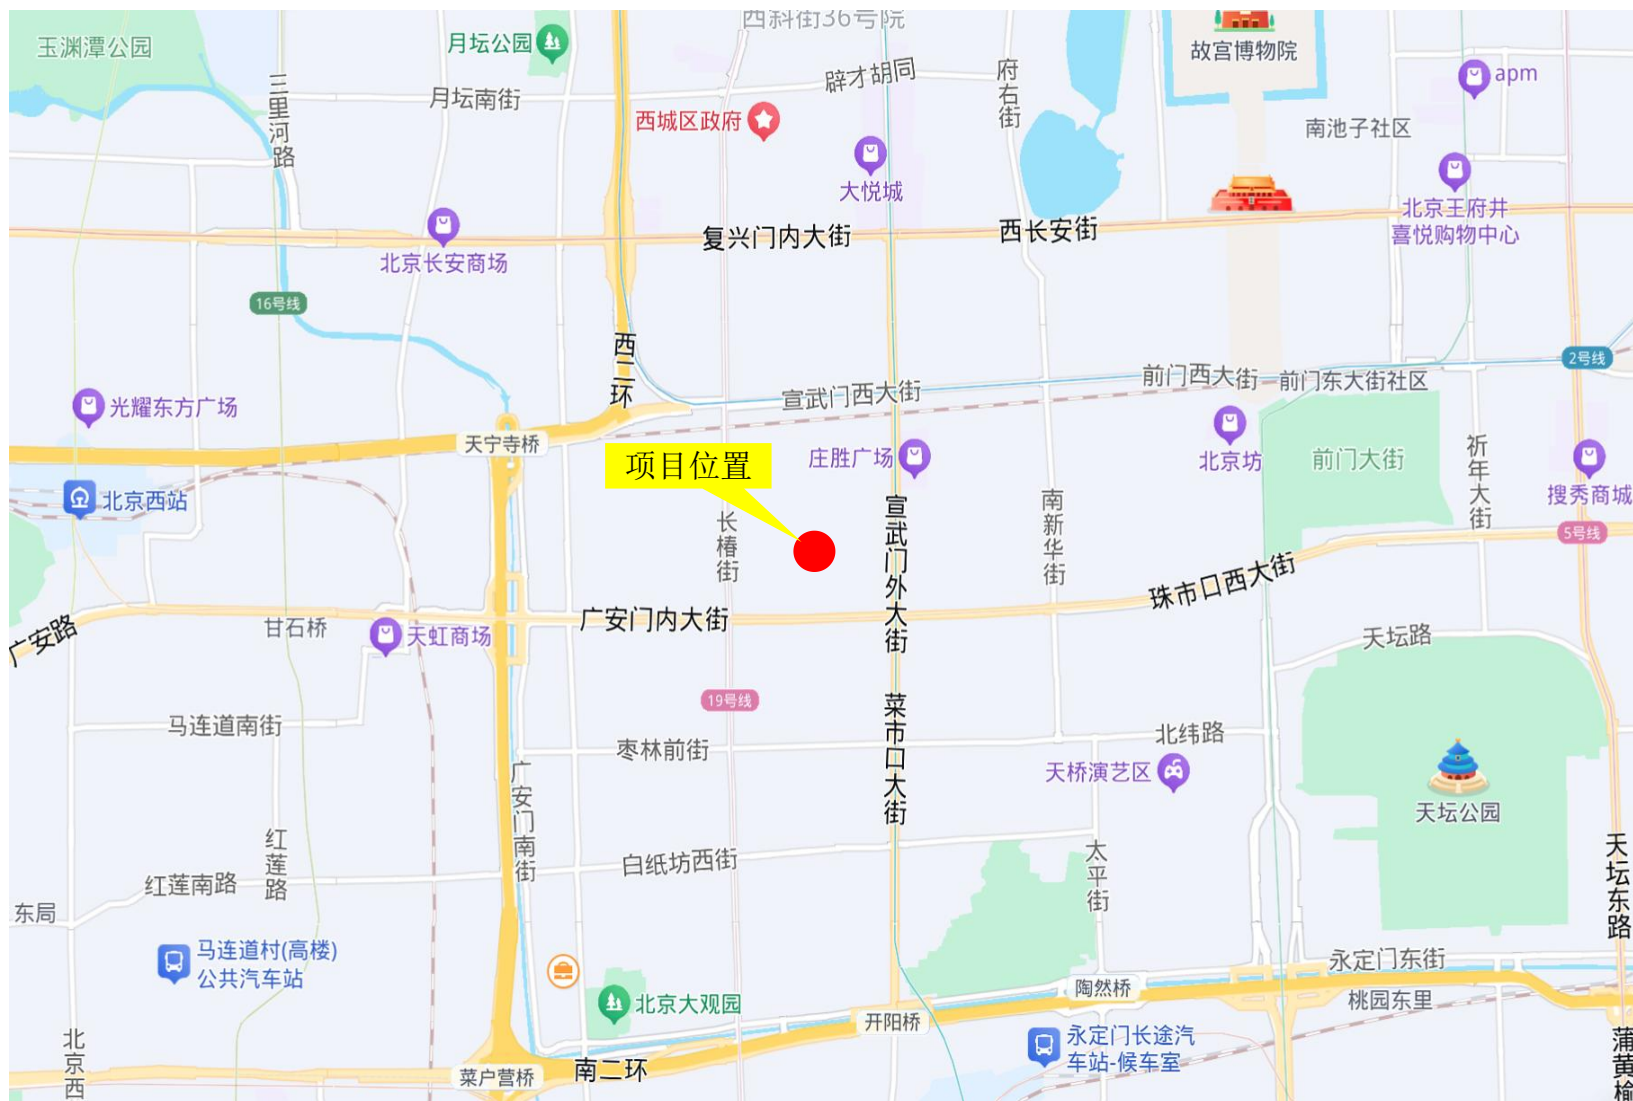 西斜街36号院
玉渊潭公园
月坛公园
故宫博物院
apm
三里河路
月坛南街
辟才胡同
府右街
西城区政府
南池子社区
大悦城
北京王府井
喜悦购物中心
复兴门内大街
西长安街
北京长安商场
16号线
西二环
2号线
前门西大街
前门东大街社区
宣武门西大街
光耀东方广场
天宁寺桥
项目位置
庄胜广场
北京坊
前门大街
祈年大街
搜秀商城
北京西站
长椿街
宣武门外大街
南新华街
5号线
珠市口西大街
广安路
甘石桥
天虹商场
广安门内大街
天坛路
19号线
马连道南街
枣林前街
菜市口大街
北纬路
天桥演艺区
广安门南街
天坛公园
红莲路
红莲南路
白纸坊西街
太平街
天坛东路
东局
马连道村(高楼)
公共汽车站
永定门东街
陶然桥
桃园东里
北京大观园
开阳桥
永定门长途汽
车站-候车室
北京西
菜户营桥
南二环
蒲黄榆